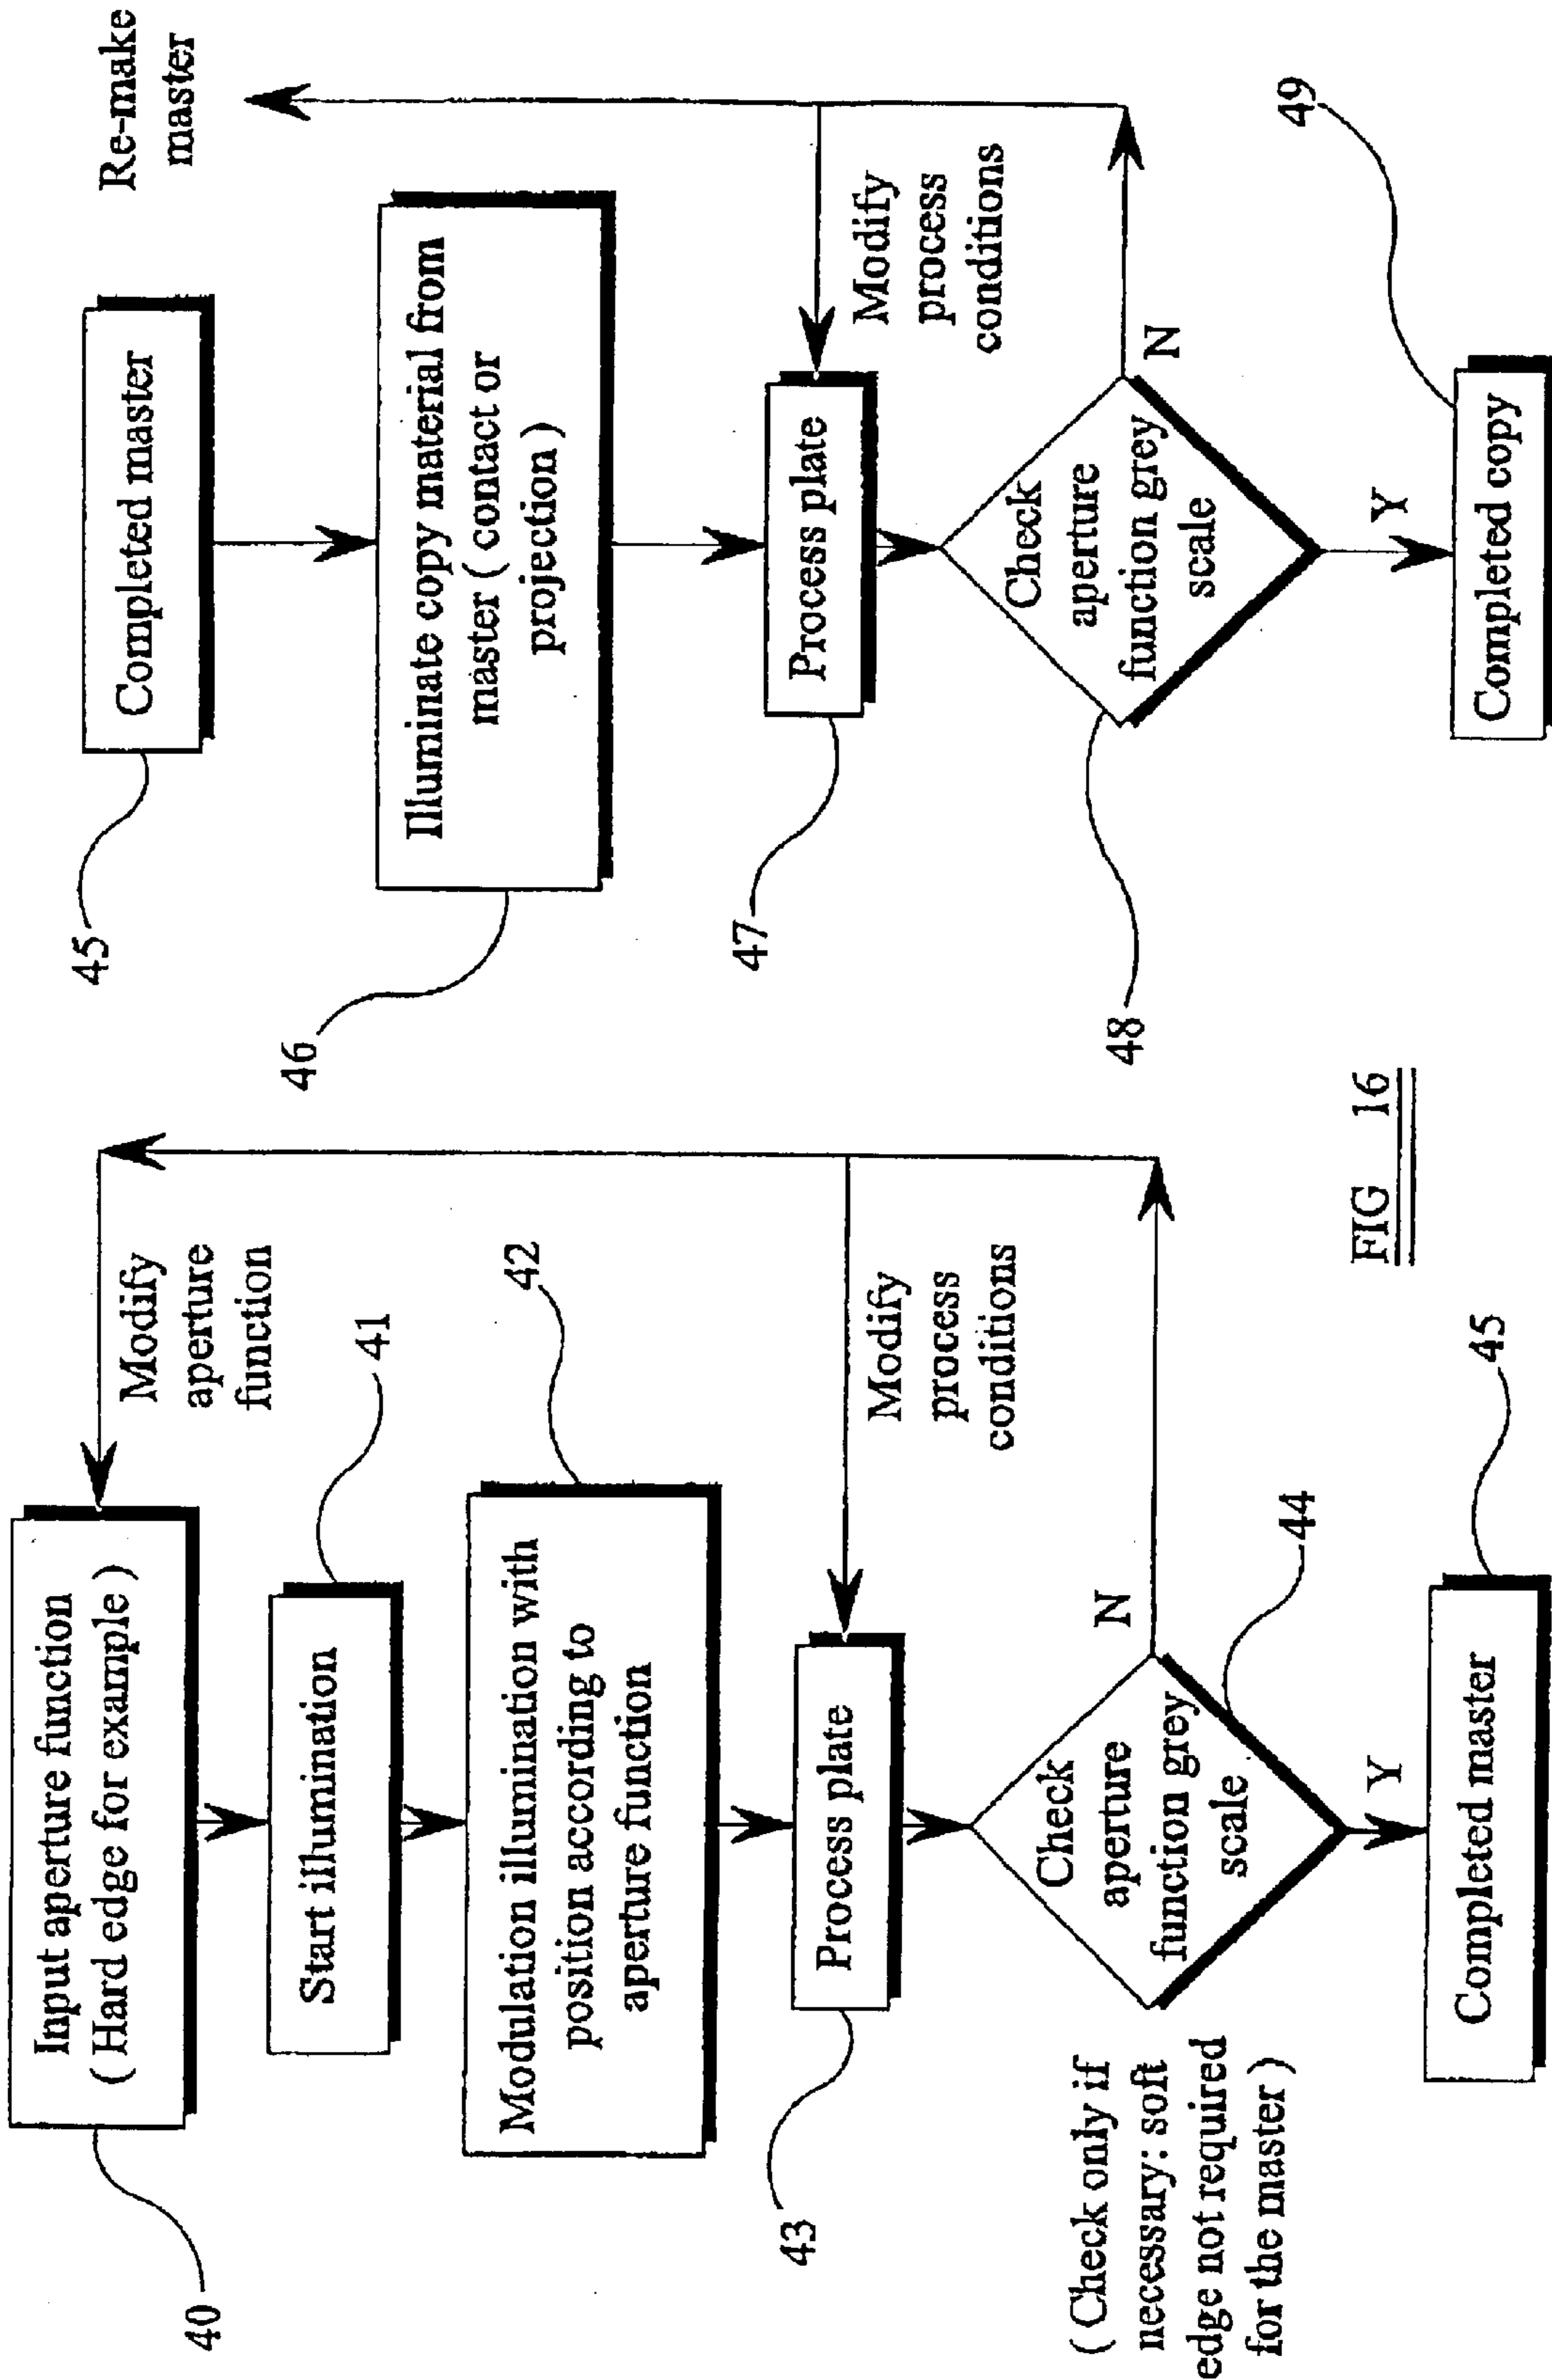 Input aperture function
( Hard edge for example )
40
Modify
aperture
function
Start illumination
41
Modulation illumination with
position according to
aperture function
42
Process plate
43
Modify
process
conditions
Check
aperture
function grey
scale
44
N
Y
( Check only if
necessary: soft
edge not required
for the master )
Completed master
45
FIG 16
Re-make
master
Completed master
45
Illuminate copy material from
master ( contact or
projection )
46
Process plate
47
Modify
process
conditions
Check
aperture
function grey
scale
48
N
Y
Completed copy
49